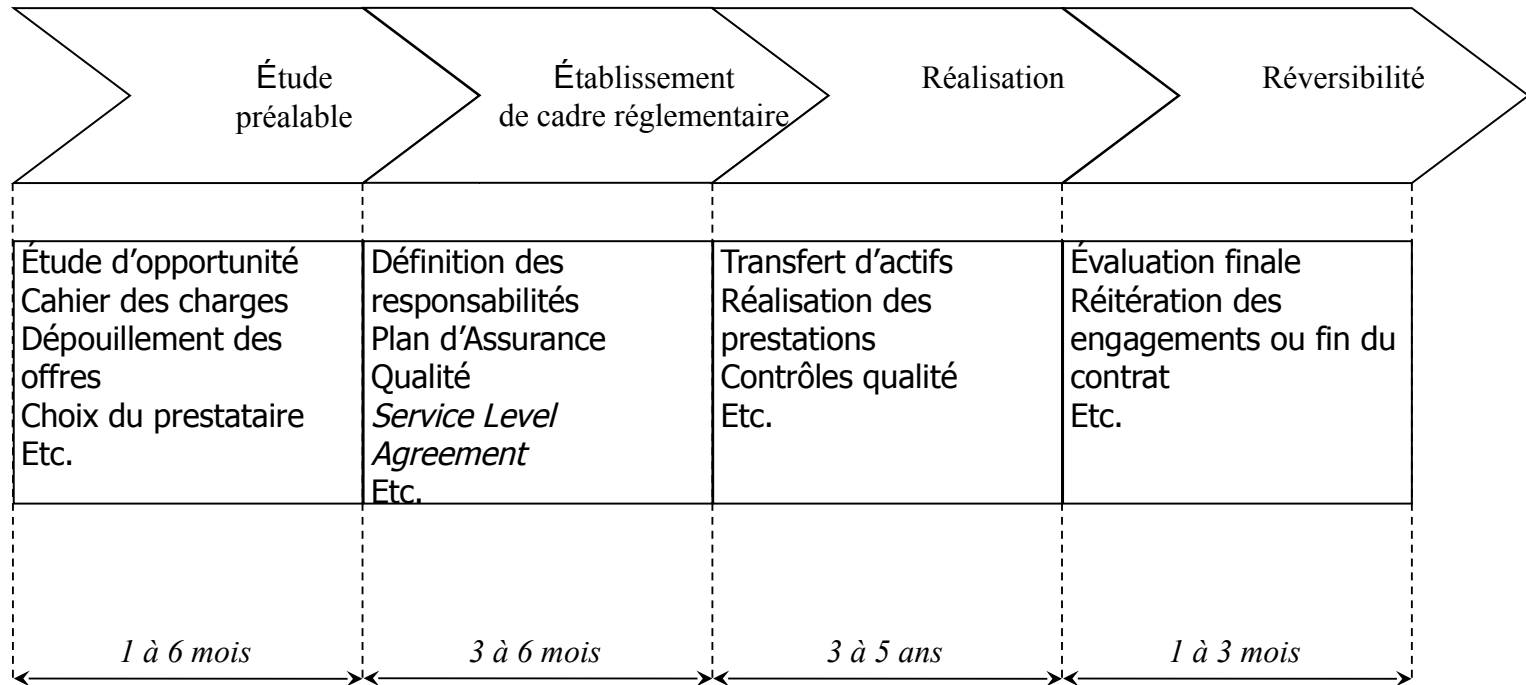 Étude
préalable
Établissement
de cadre réglementaire
Réalisation
Réversibilité
Étude d’opportunité
Cahier des charges
Dépouillement des
offres
Choix du prestataire
Etc.
Définition des
responsabilités
Plan d’Assurance
Qualité
Service Level
Agreement
Etc.
Transfert d’actifs
Réalisation des
prestations
Contrôles qualité
Etc.
Évaluation finale
Réitération des
engagements ou fin du
contrat
Etc.
1 à 6 mois
3 à 6 mois
3 à 5 ans
1 à 3 mois